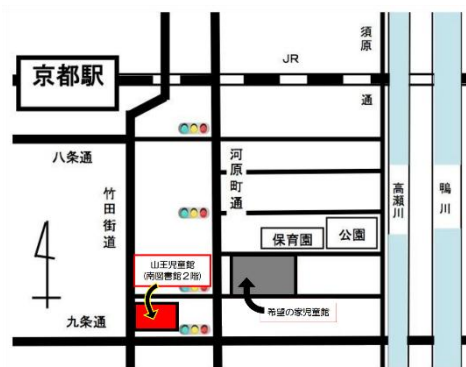 須原通
JR
京都駅
八条通
河原町通
竹田街道
高瀬川
鴨川
公園
保育園
山王児童館
(南図書館2階)
希望の家児童館
九条通